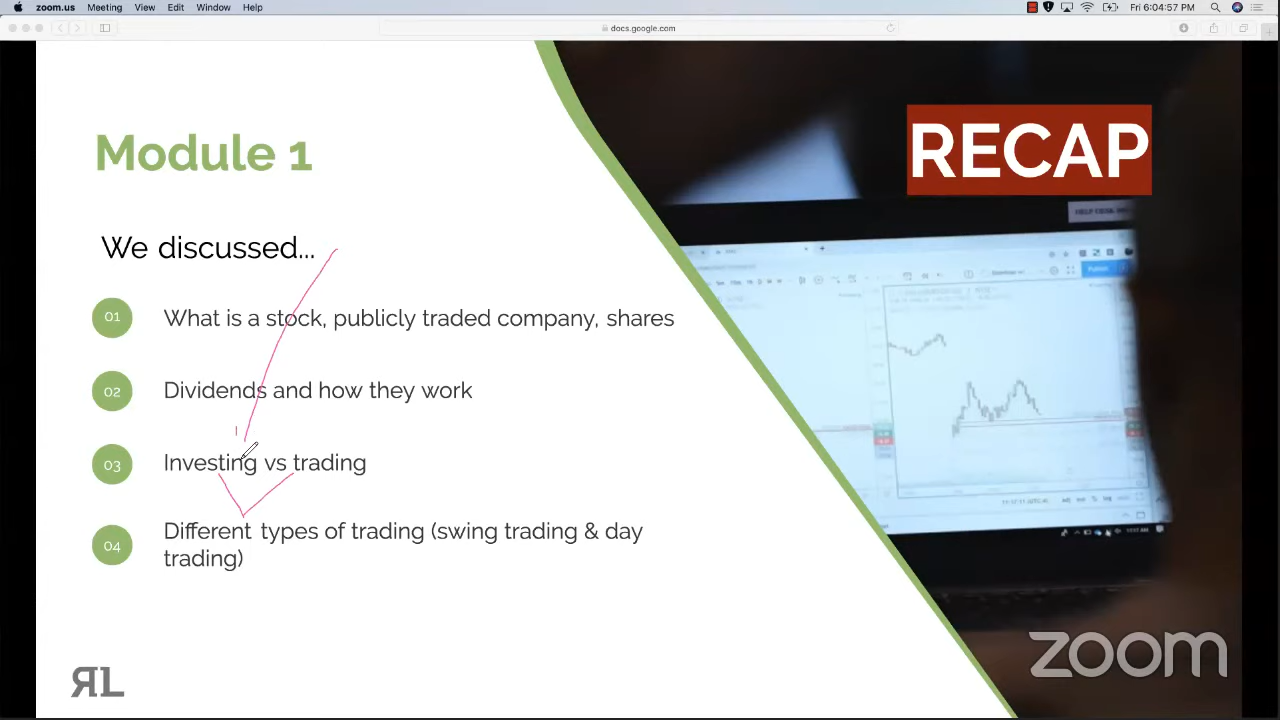 zoom.us Meeting View Edit Window Help Fri 6:04:57 PM
docs.google.com
Module 1
RECAP
We discussed...
01 What is a stock, publicly traded company, shares
02 Dividends and how they work
03 Investing vs trading
04 Different types of trading (swing trading & day
trading)
Publish
RL
zoom